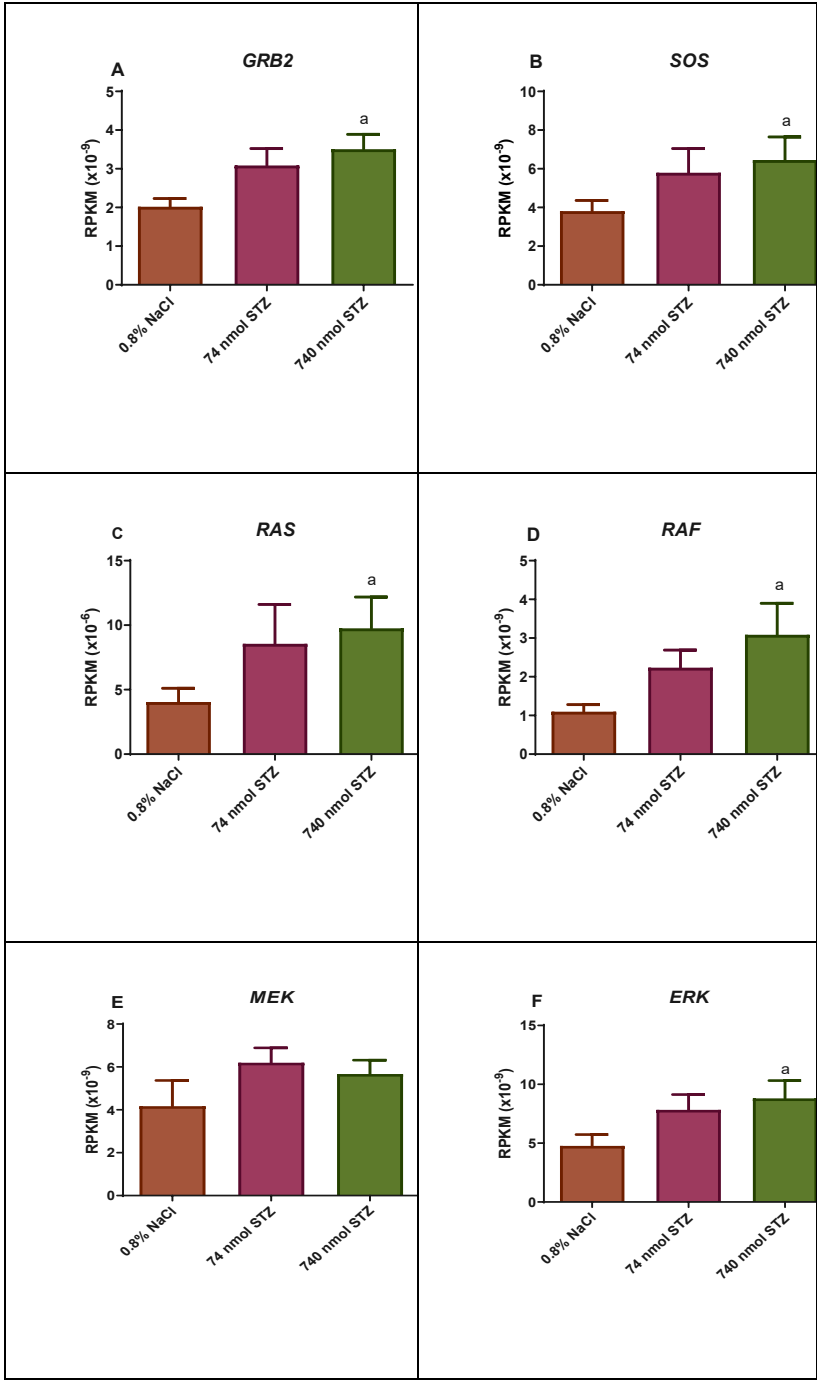 A
GRB2
5
4
3
2
1
0
RPKM (x10⁻⁹)
a
0.8% NaCl
74 nmol STZ
740 nmol STZ
B
SOS
10
8
6
4
2
0
RPKM (x10⁻⁹)
a
0.8% NaCl
74 nmol STZ
740 nmol STZ
C
RAS
15
10
5
0
RPKM (x10⁻⁶)
a
0.8% NaCl
74 nmol STZ
740 nmol STZ
D
RAF
5
4
3
2
1
0
RPKM (x10⁻⁹)
a
0.8% NaCl
74 nmol STZ
740 nmol STZ
E
MEK
8
6
4
2
0
RPKM (x10⁻⁹)
0.8% NaCl
74 nmol STZ
740 nmol STZ
F
ERK
15
10
5
0
RPKM (x10⁻⁹)
a
0.8% NaCl
74 nmol STZ
740 nmol STZ